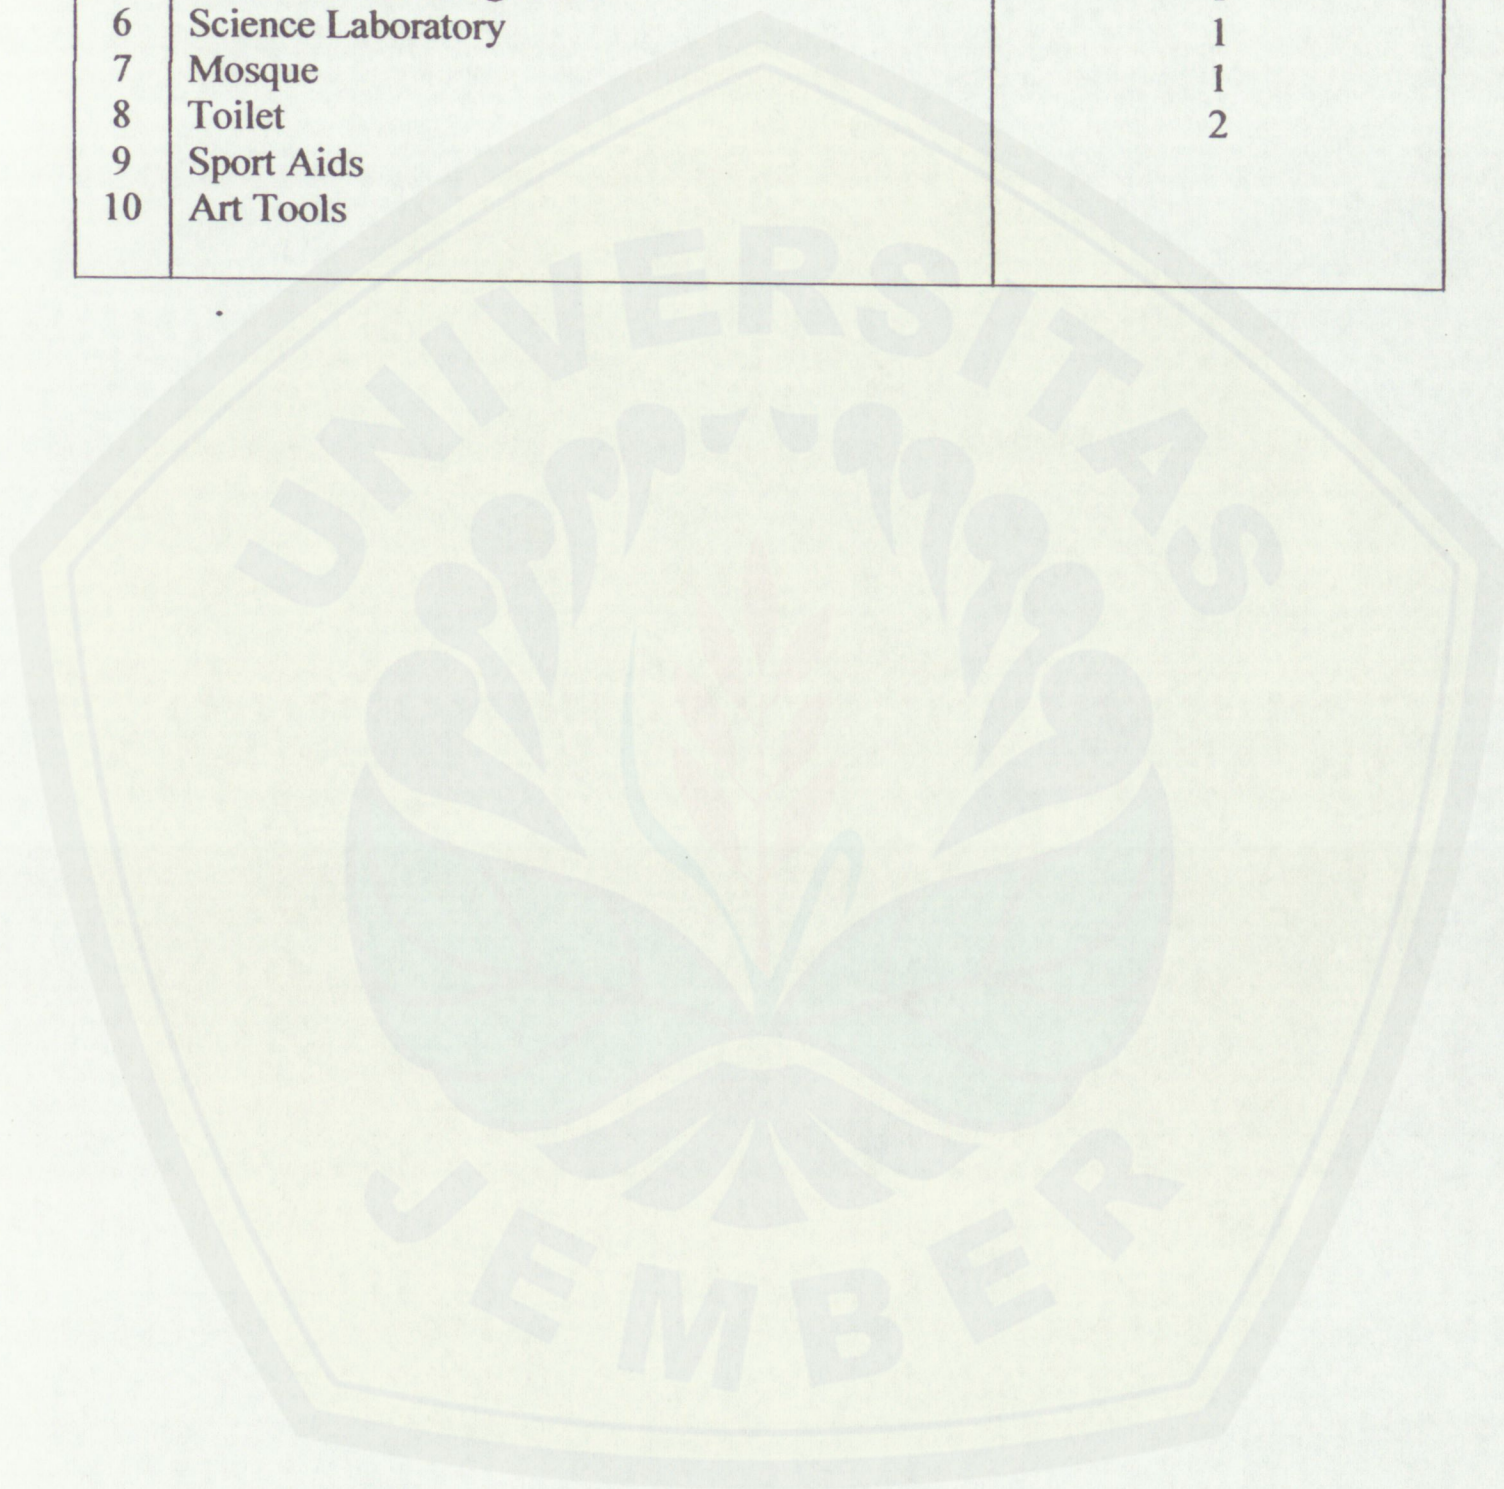 6 Science Laboratory 1
7 Mosque 1
8 Toilet 2
9 Sport Aids
10 Art Tools
UNIVERSITAS
JEMBER